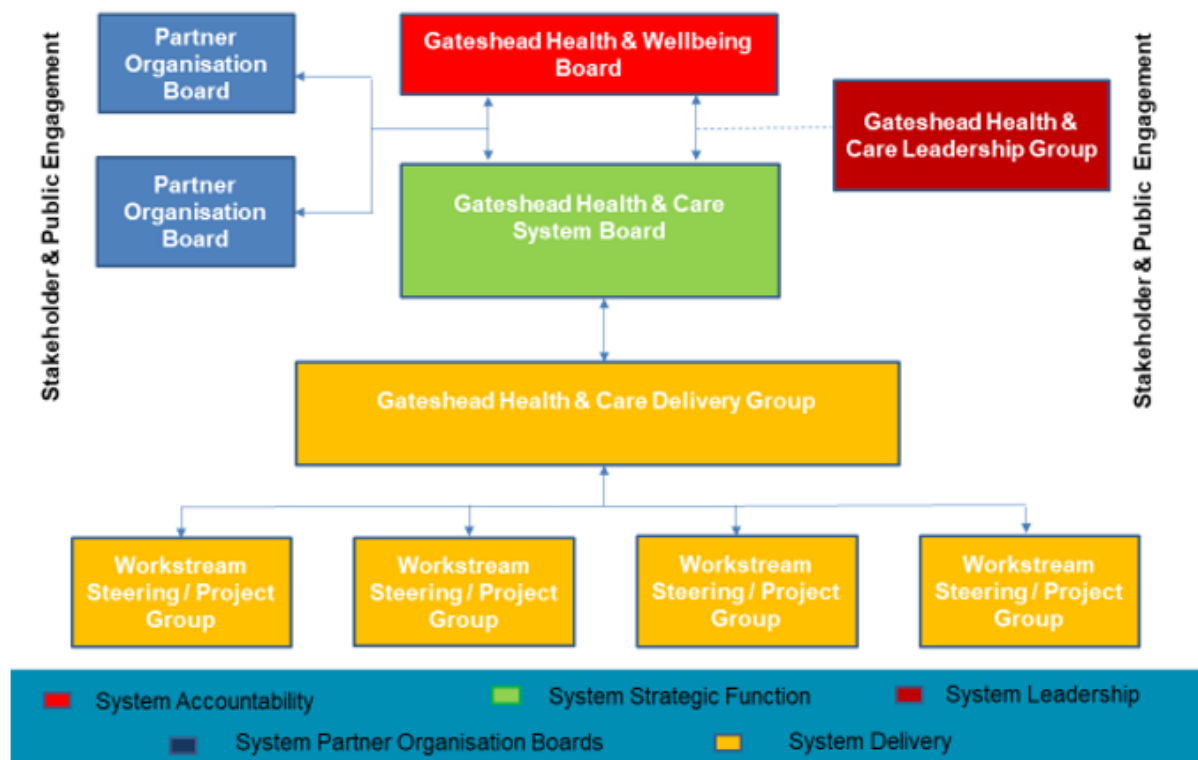 Stakeholder & Public Engagement
Partner
Organisation
Board
Gateshead Health & Wellbeing
Board
Gateshead Health &
Care Leadership Group
Stakeholder & Public Engagement
Partner
Organisation
Board
Gateshead Health & Care
System Board
Gateshead Health & Care Delivery Group
Workstream
Steering / Project
Group
Workstream
Steering / Project
Group
Workstream
Steering / Project
Group
Workstream
Steering / Project
Group
System Accountability
System Strategic Function
System Leadership
System Partner Organisation Boards
System Delivery